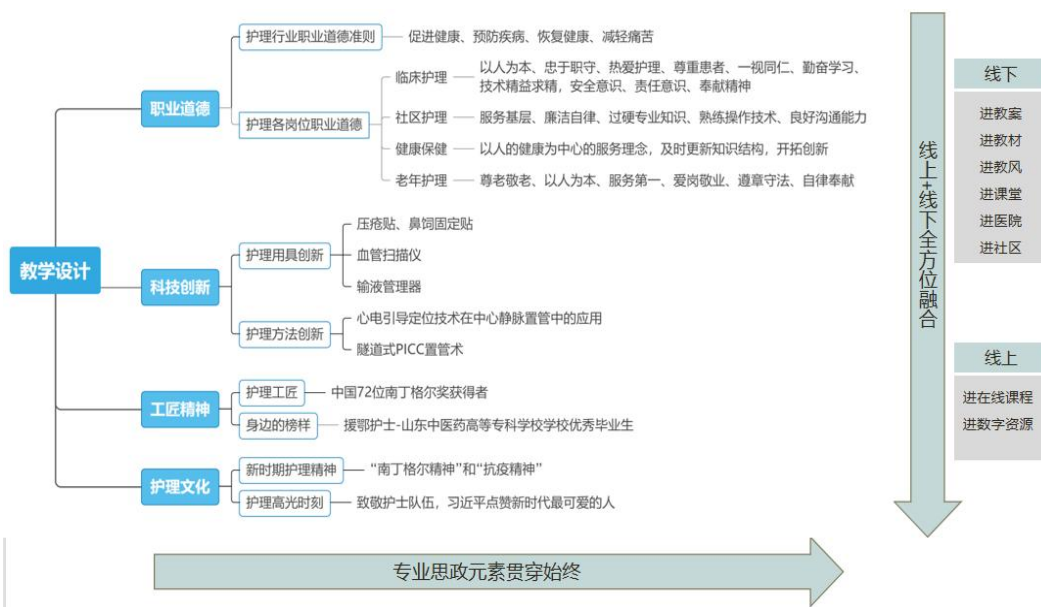 教学设计
职业道德
护理行业职业道德准则
促进健康、预防疾病、恢复健康、减轻痛苦
护理各岗位职业道德
临床护理
以人为本、忠于职守、热爱护理、尊重患者、一视同仁、勤奋学习、
技术精益求精，安全意识、责任意识、奉献精神
社区护理
服务基层、廉洁自律、过硬专业知识、熟练操作技术、良好沟通能力
健康保健
以人的健康为中心的服务理念，及时更新知识结构，开拓创新
老年护理
尊老敬老、以人为本、服务第一、爱岗敬业、遵章守法、自律奉献
科技创新
护理用具创新
压疮贴、鼻饲固定贴
血管扫描仪
输液管理器
护理方法创新
心电引导定位技术在中心静脉置管中的应用
隧道式PICC置管术
工匠精神
护理工匠
中国72位南丁格尔奖获得者
身边的榜样
援鄂护士-山东中医药高等专科学校学校优秀毕业生
护理文化
新时期护理精神
“南丁格尔精神”和“抗疫精神”
护理高光时刻
致敬护士队伍，习近平点赞新时代最可爱的人
线上+线下全方位融合
线下
进教案
进教材
进教风
进课堂
进医院
进社区
线上
进在线课程
进数字资源
专业思政元素贯穿始终